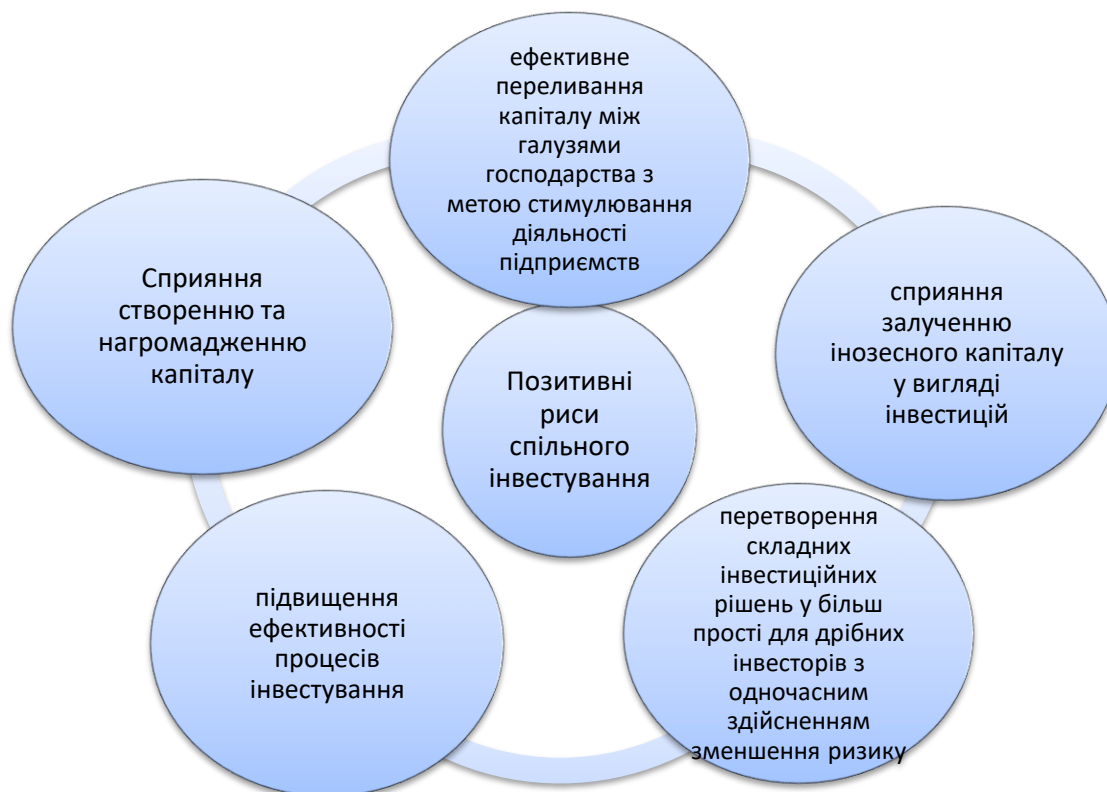 ефективне
переливання
капіталу між
галузями
господарства з
метою стимулювання
діяльності
підприємств
Сприяння
створенню та
нагромадженню
капіталу
сприяння
залученню
інозесного капіталу
у вигляді
інвестицій
Позитивні
риси
спільного
інвестування
підвищення
ефективності
процесів
інвестування
перетворення
складних
інвестиційних
рішень у більш
прості для дрібних
інвесторів з
одночасним
здійсненням
зменшення ризику